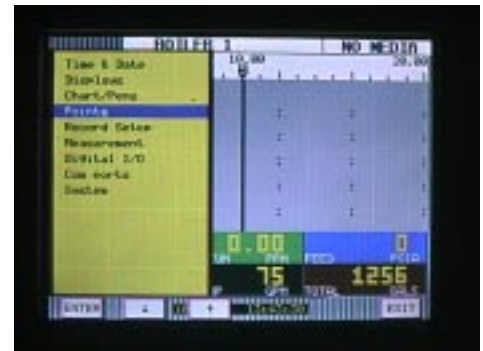 BOILER 1 NO MEDIA
Time & Date
Displays
Chart/Pens
Points
Record Setup
Measurement
Digital I/O
Com ports
System
10.00 20.00
0.00 PPM
FEED 0 PSIG
75 GPM
TOTAL 1256 GALS
ENTER EXIT